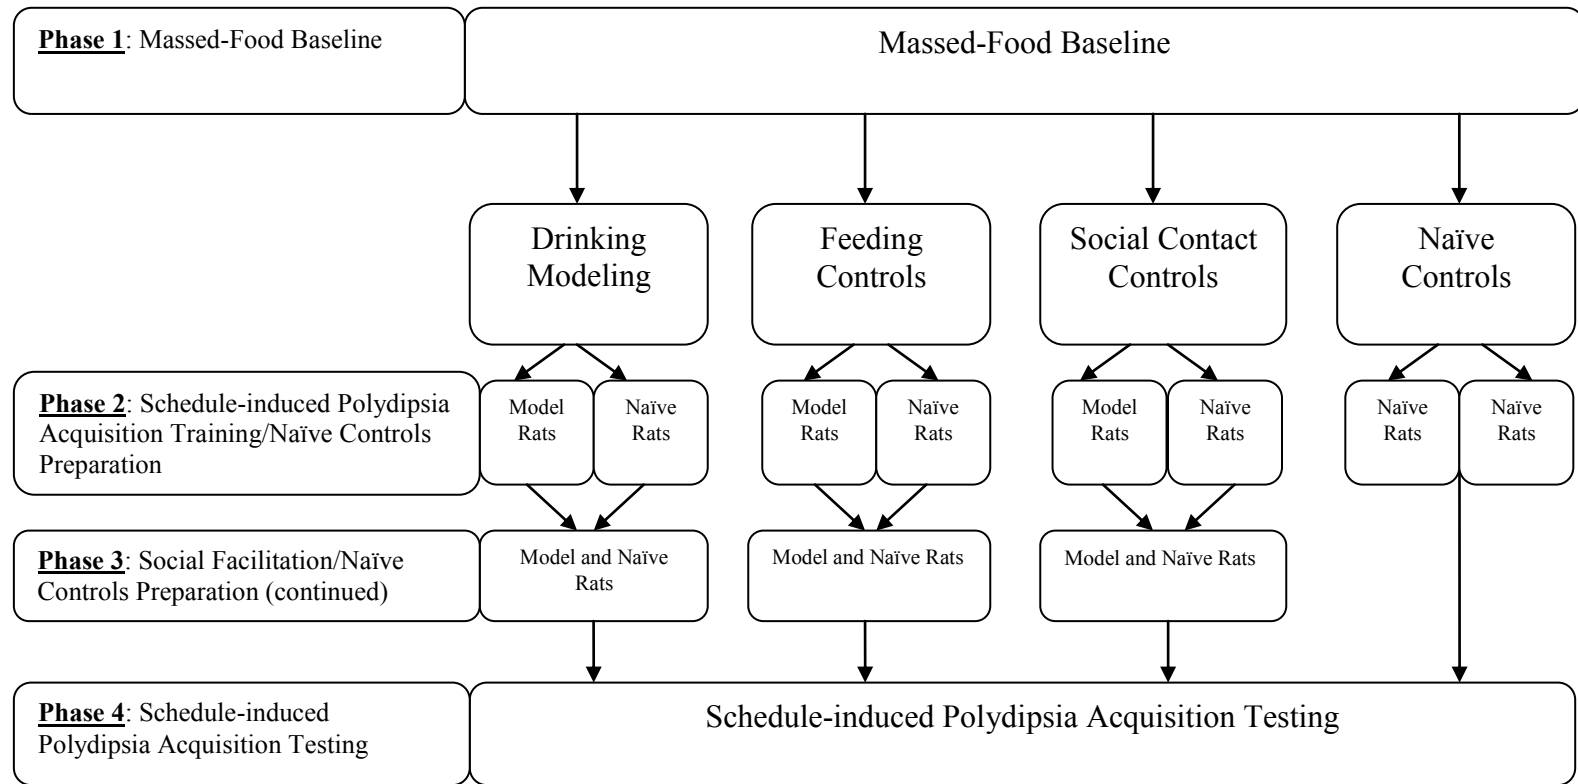 Phase 1: Massed-Food Baseline
Massed-Food Baseline
Drinking
Modeling
Feeding
Controls
Social Contact
Controls
Naïve
Controls
Phase 2: Schedule-induced Polydipsia
Acquisition Training/Naïve Controls
Preparation
Model
Rats
Naïve
Rats
Model
Rats
Naïve
Rats
Model
Rats
Naïve
Rats
Naïve
Rats
Naïve
Rats
Phase 3: Social Facilitation/Naïve
Controls Preparation (continued)
Model and Naïve
Rats
Model and Naïve Rats
Model and Naïve Rats
Phase 4: Schedule-induced
Polydipsia Acquisition Testing
Schedule-induced Polydipsia Acquisition Testing